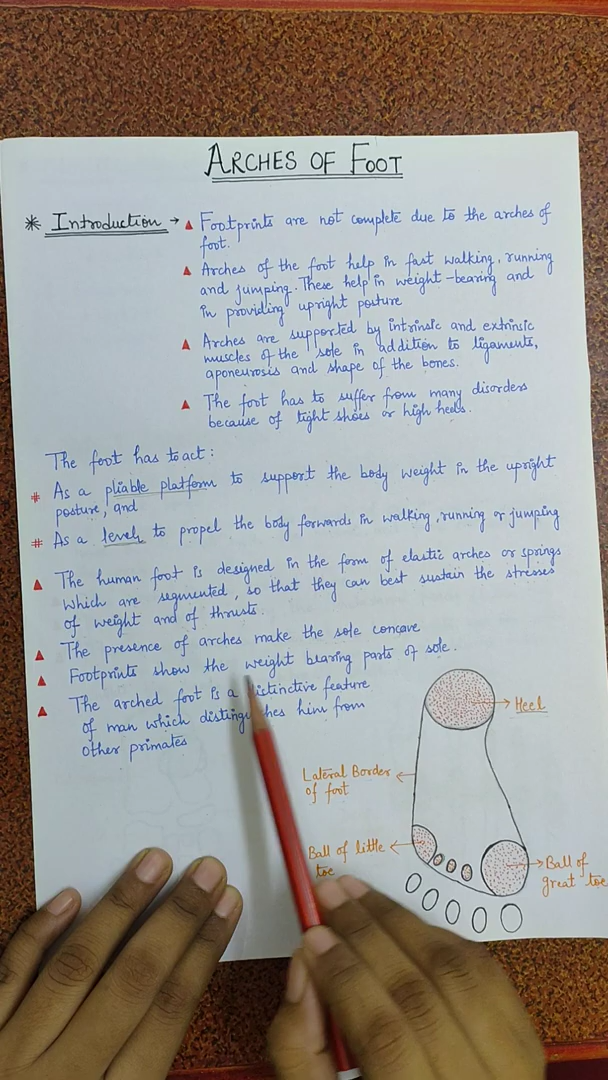 ARCHES OF FOOT
* Introduction → ▲ Footprints are not complete due to the arches of
foot.
▲ Arches of the foot help in fast walking, running
and jumping. These help in weight-bearing and
in providing upright posture
▲ Arches are supported by intrinsic and extrinsic
muscles of the sole in addition to ligaments,
aponeurosis and shape of the bones.
▲ The foot has to suffer from many disorders
because of tight shoes or high heels.
The foot has to act:
# As a pliable platform to support the body weight in the upright
posture, and
# As a lever to propel the body forwards in walking, running or jumping
▲ The human foot is designed in the form of elastic arches or springs
which are segmented, so that they can best sustain the stresses
of weight and of thrusts.
▲ The presence of arches make the sole concave
▲ Footprints show the weight bearing parts of sole.
▲ The arched foot is a distinctive feature
of man which distinguishes him from
other primates
Heel
Lateral Border
of foot
Ball of little
toe
Ball of
great toe